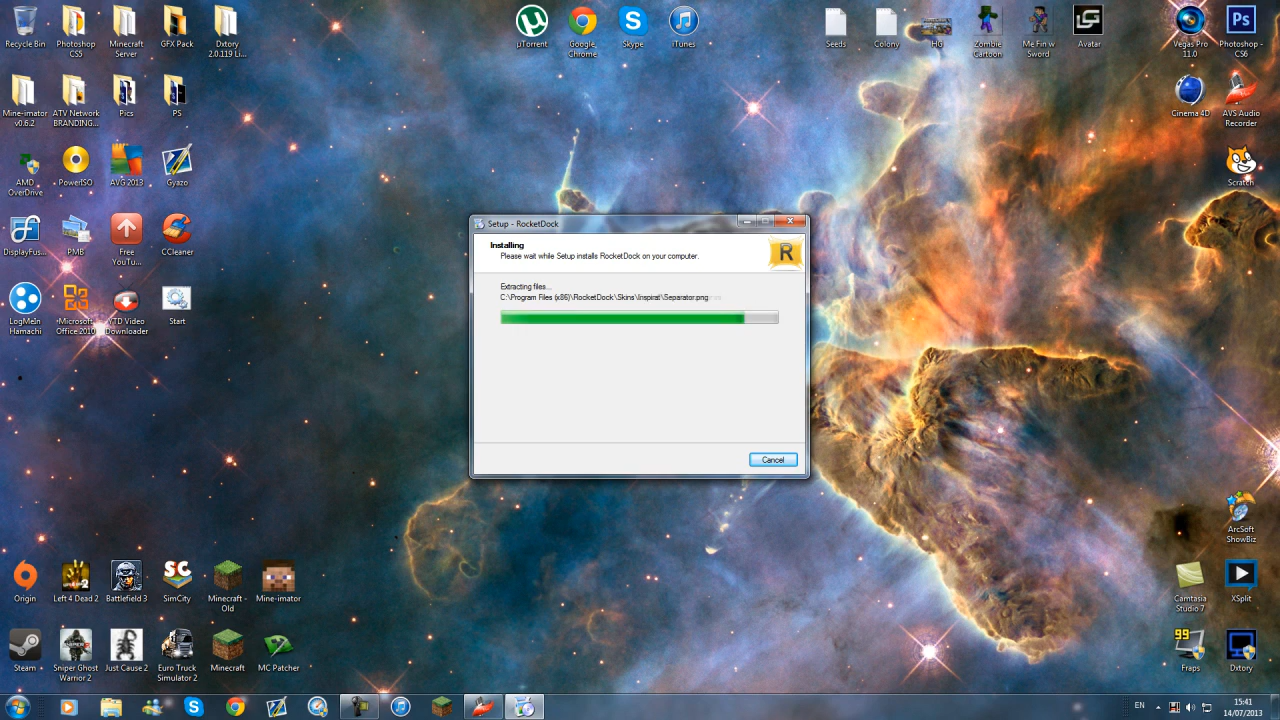 Recycle Bin
Photoshop CS5
Minecraft Server
GFX Pack
Dxtory 2.0.119 Li...
µTorrent
Google Chrome
Skype
iTunes
Seeds
Colony
HG
Zombie Cartoon
Me Fin w Sword
Avatar
Vegas Pro 11.0
Photoshop - CS6
Ps
Mine-imator v0.6.2
ATV Network BRANDING...
Pics
PS
Cinema 4D
AVS Audio Recorder
AMD OverDrive
PowerISO
AVG 2013
Gyazo
Scratch
DisplayFus...
PMB
Free YouTu...
CCleaner
LogMeIn Hamachi
Microsoft Office 2010
YTD Video Downloader
Start
Setup - RocketDock
Installing
Please wait while Setup installs RocketDock on your computer.
R
Extracting files...
C:\Program Files (x86)\RocketDock\Skins\Inspirat\Separator.png
Cancel
ArcSoft ShowBiz
SC
Origin
Left 4 Dead 2
Battlefield 3
SimCity
Minecraft - Old
Mine-imator
Camtasia Studio 7
XSplit
99
Steam
Sniper Ghost Warrior 2
Just Cause 2
Euro Truck Simulator 2
Minecraft
MC Patcher
Fraps
Dxtory
EN
15:41
14/07/2013